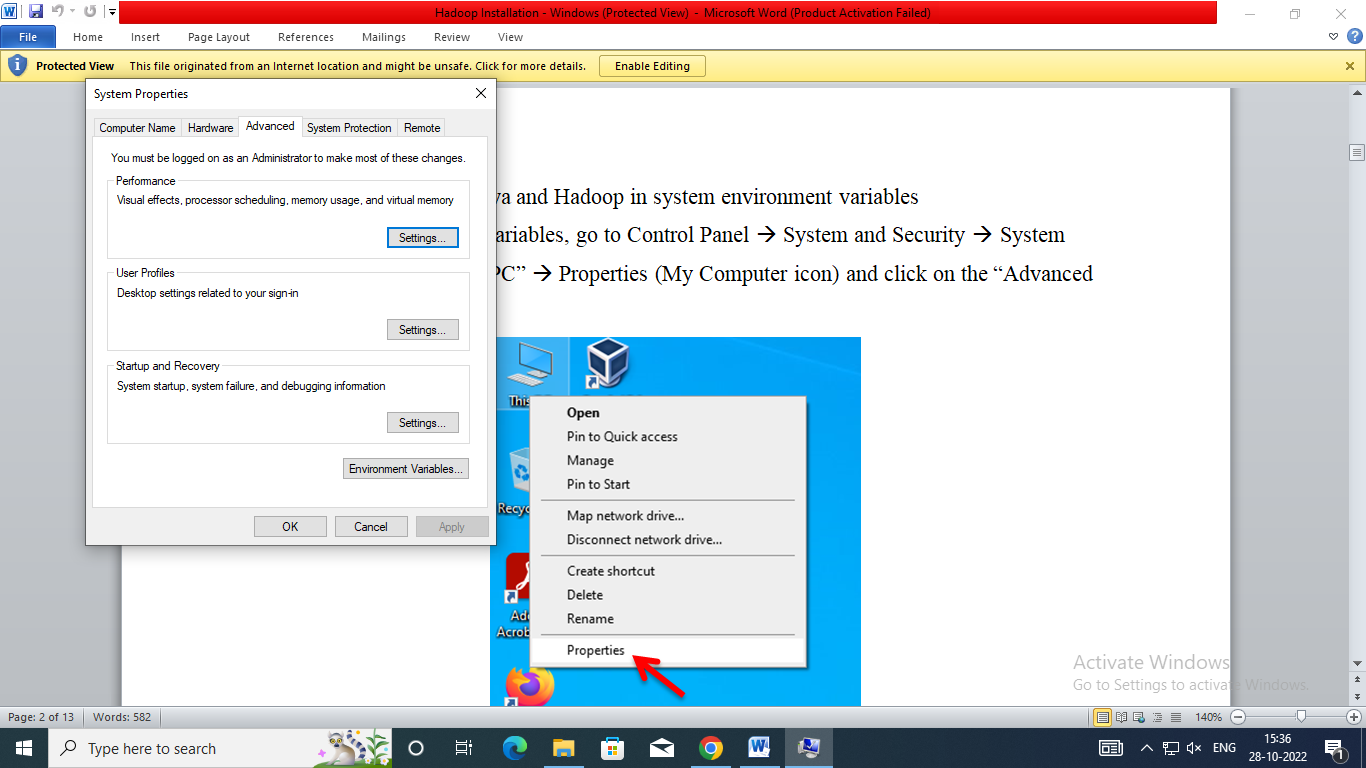 Hadoop Installation - Windows (Protected View) - Microsoft Word (Product Activation Failed)
File Home Insert Page Layout References Mailings Review View
Protected View This file originated from an Internet location and might be unsafe. Click for more details. Enable Editing
System Properties
Computer Name Hardware Advanced System Protection Remote
You must be logged on as an Administrator to make most of these changes.
Performance
Visual effects, processor scheduling, memory usage, and virtual memory
Settings...
User Profiles
Desktop settings related to your sign-in
Settings...
Startup and Recovery
System startup, system failure, and debugging information
Settings...
Environment Variables...
OK Cancel Apply
and Hadoop in system environment variables
go to Control Panel → System and Security → System
→ Properties (My Computer icon) and click on the “Advanced
Open
Pin to Quick access
Manage
Pin to Start
Map network drive...
Disconnect network drive...
Create shortcut
Delete
Rename
Properties
Activate Windows
Go to Settings to activate Windows.
Page: 2 of 13 Words: 582 140%
Type here to search
ENG
15:36
28-10-2022
1